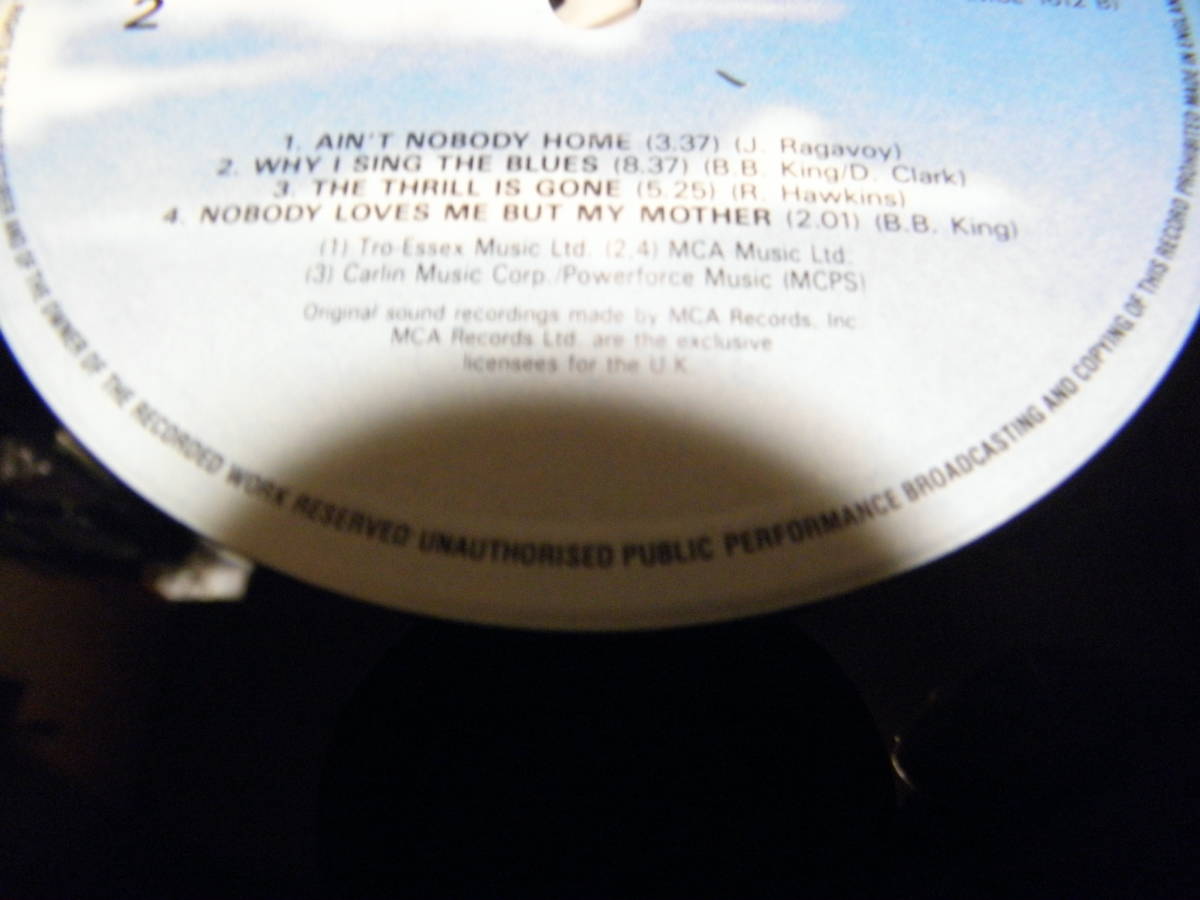 2
1. AIN'T NOBODY HOME (3.37) (J. Ragavoy)
2. WHY I SING THE BLUES (8.37) (B.B. King/D. Clark)
3. THE THRILL IS GONE (5.25) (R. Hawkins)
4. NOBODY LOVES ME BUT MY MOTHER (2.01) (B.B. King)
(1) Tro-Essex Music Ltd. (2,4) MCA Music Ltd.
(3) Carlin Music Corp./Powerforce Music (MCPS)
Original sound recordings made by MCA Records, Inc.
MCA Records Ltd. are the exclusive
licensees for the U.K.
AND OF THE OWNER OF THE RECORDED WORK RESERVED UNAUTHORISED PUBLIC PERFORMANCE BROADCASTING AND COPYING OF THIS RECORD PROHIBITED MADE IN ENGLAND